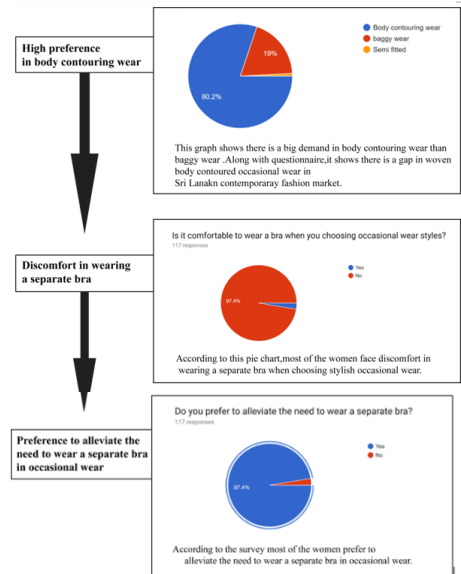 High preference
in body contouring wear
Body contouring wear
baggy wear
Semi fitted
19%
80.2%
This graph shows there is a big demand in body contouring wear than
baggy wear .Along with questionnaire,it shows there is a gap in woven
body contoured occasional wear in
Sri Lanakn contemporaray fashion market.
Discomfort in wearing
a separate bra
Is it comfortable to wear a bra when you choosing occasional wear styles?
117 responses
Yes
No
97.4%
According to this pie chart,most of the women face discomfort in
wearing a separate bra when choosing stylish occasional wear.
Preference to alleviate the
need to wear a separate bra
in occasional wear
Do you prefer to alleviate the need to wear a separate bra?
117 responses
Yes
No
97.4%
According to the survey most of the women prefer to
alleviate the need to wear a separate bra in occasional wear.